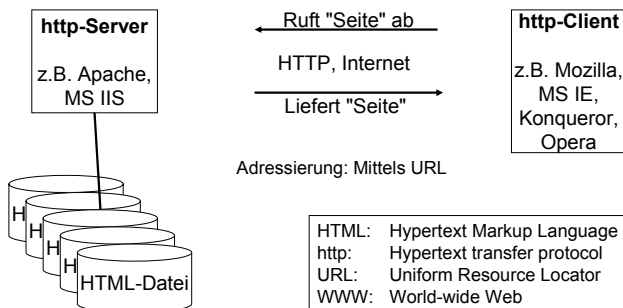 http-Server
z.B. Apache,
MS IIS
Ruft "Seite" ab
HTTP, Internet
Liefert "Seite"
Adressierung: Mittels URL
http-Client
z.B. Mozilla,
MS IE,
Konqueror,
Opera
H
H
H
H
HTML-Datei
HTML: Hypertext Markup Language
http: Hypertext transfer protocol
URL: Uniform Resource Locator
WWW: World-wide Web